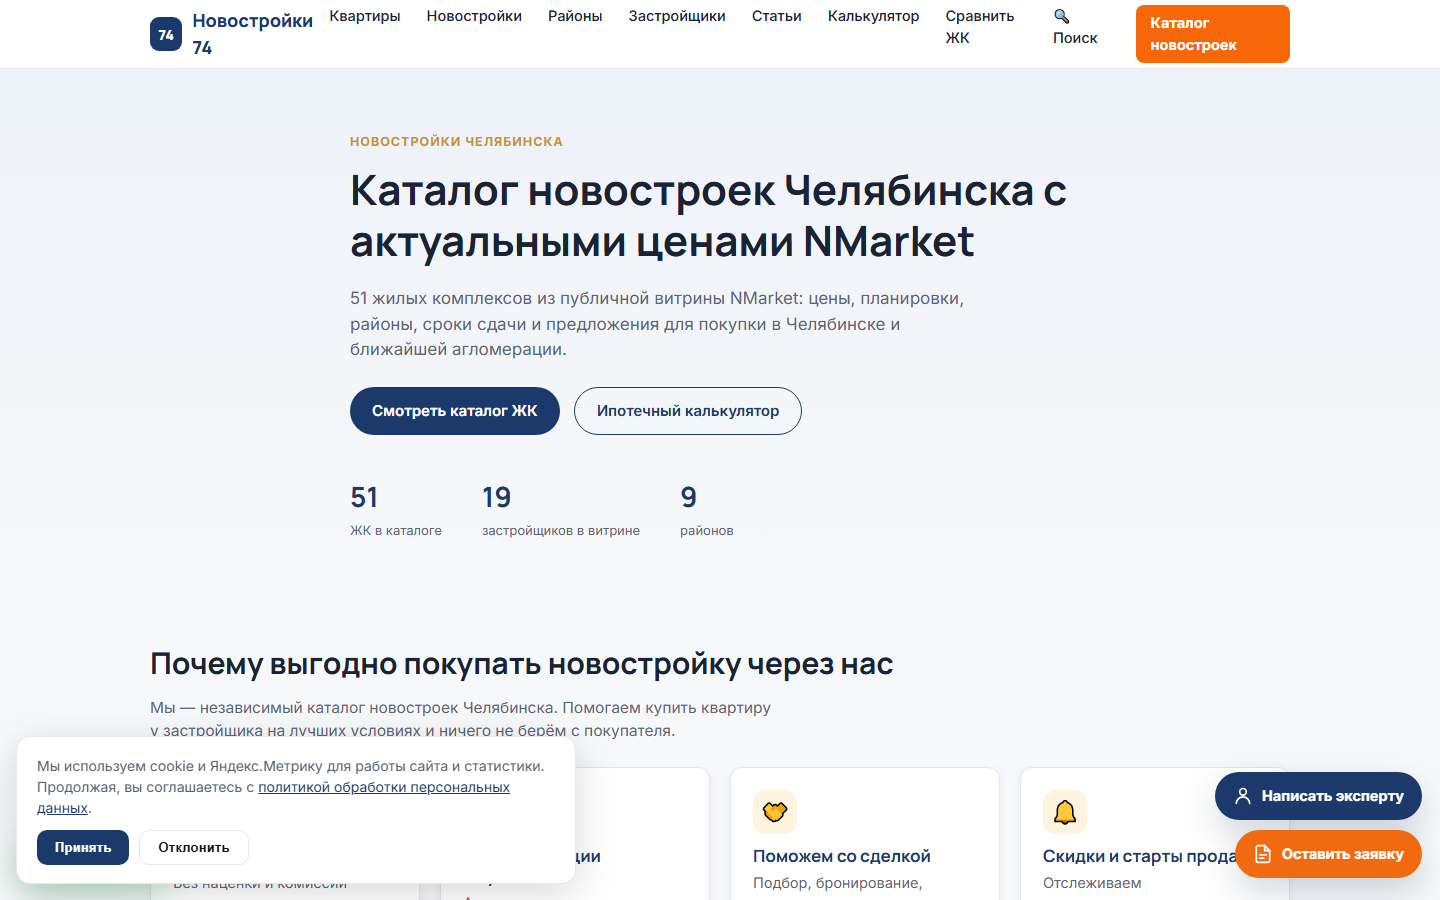 74
Новостройки
74
Квартиры
Новостройки
Районы
Застройщики
Статьи
Калькулятор
Сравнить
ЖК
Поиск
Каталог
новостроек
НОВОСТРОЙКИ ЧЕЛЯБИНСКА
Каталог новостроек Челябинска с
актуальными ценами NMarket
51 жилых комплексов из публичной витрины NMarket: цены, планировки,
районы, сроки сдачи и предложения для покупки в Челябинске и
ближайшей агломерации.
Смотреть каталог ЖК
Ипотечный калькулятор
51
ЖК в каталоге
19
застройщиков в витрине
9
районов
Почему выгодно покупать новостройку через нас
Мы — независимый каталог новостроек Челябинска. Помогаем купить квартиру
у застройщика на лучших условиях и ничего не берём с покупателя.
Мы используем cookie и Яндекс.Метрику для работы сайта и статистики.
Продолжая, вы соглашаетесь с политикой обработки персональных
данных.
Принять
Отклонить
Без наценки и комиссии
Поможем со сделкой
Подбор, бронирование,
Скидки и старты прода
Отслеживаем
Написать эксперту
Оставить заявку